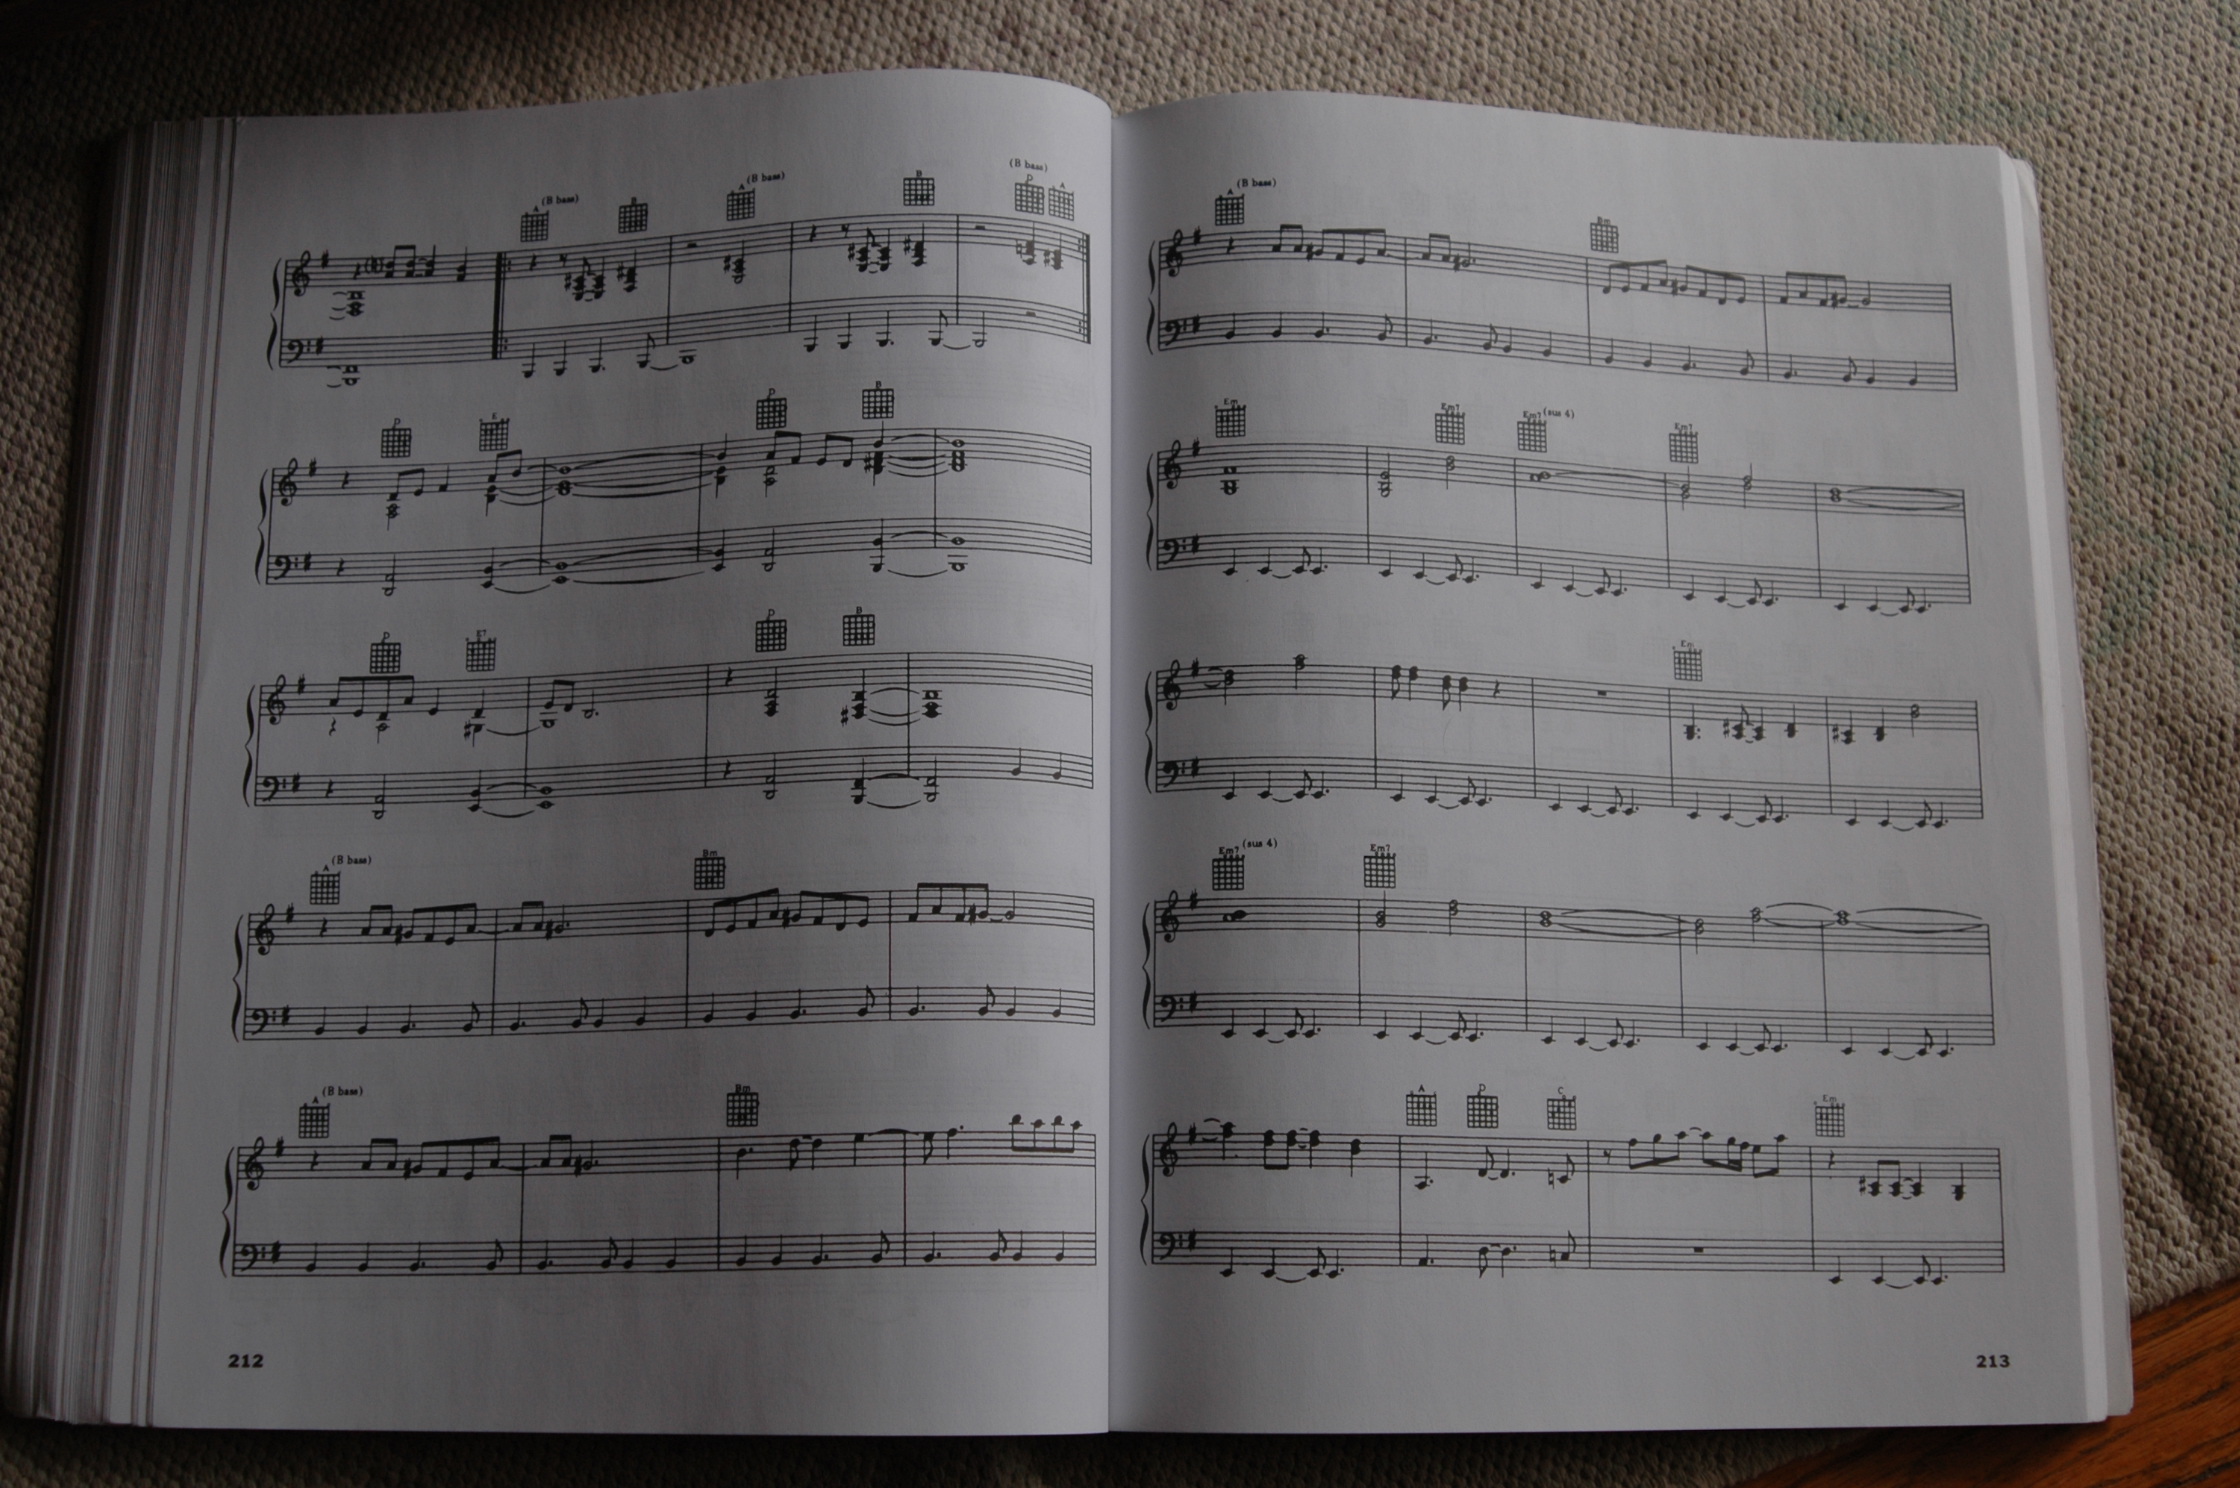 A (B bass) B A (B bass) B (B bass) D A
D E D B
D E7 D B
A (B bass) Bm
A (B bass) Bm
212
A (B bass) Bm
Em Em7 Em7 (sus 4) Em7
Em
Em7 (sus 4) Em7
A D C Em
213